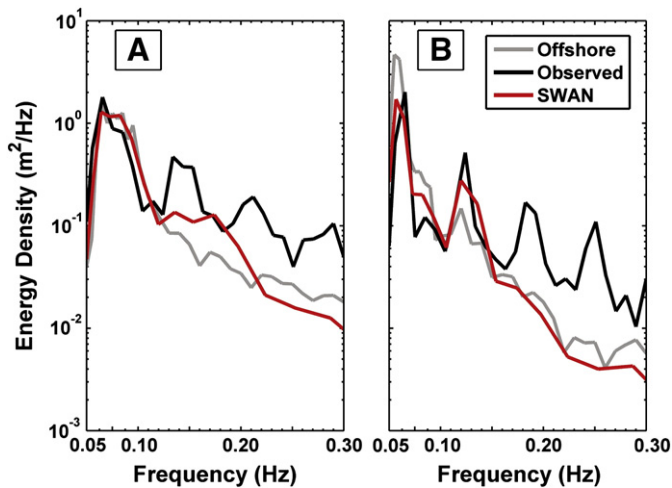 A
B
Offshore
Observed
SWAN
Energy Density (m²/Hz)
10¹
10⁰
10⁻¹
10⁻²
10⁻³
0.05 0.10 0.20 0.30
0.05 0.10 0.20 0.30
Frequency (Hz)
Frequency (Hz)